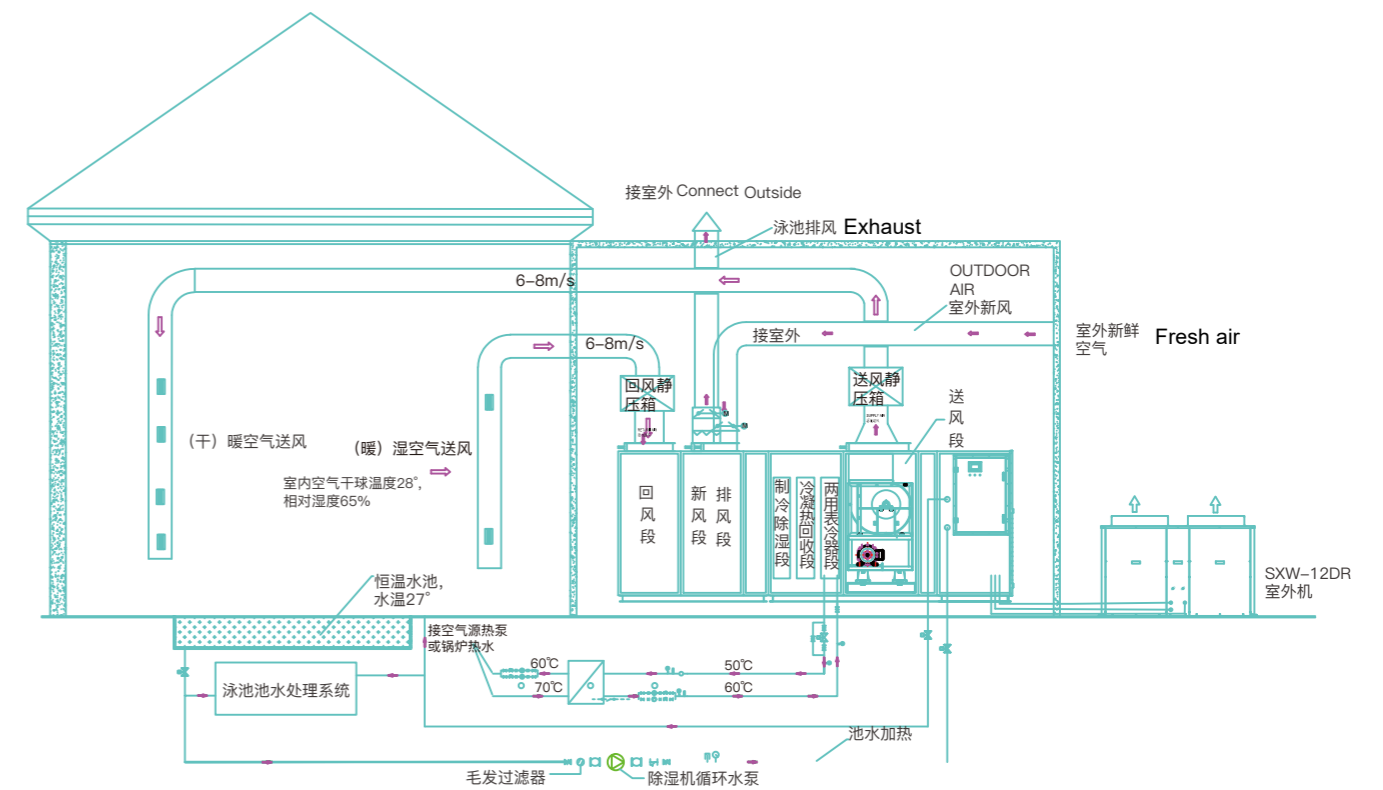 接室外 Connect Outside
泳池排风 Exhaust
OUTDOOR
AIR
室外新风
6-8m/s
接室外
室外新鲜
空气
Fresh air
6-8m/s
回风静
压箱
送风静
压箱
送
风
段
（干）暖空气送风
（暖）湿空气送风
室内空气干球温度28°,
相对湿度65%
回
风
段
新
风
段
排
风
段
制冷除湿段
冷凝热回收段
两用表冷器段
SXW-12DR
室外机
恒温水池，
水温27°
接空气源热泵
或锅炉热水
60℃
50℃
70℃
60℃
泳池池水处理系统
池水加热
毛发过滤器
除湿机循环水泵